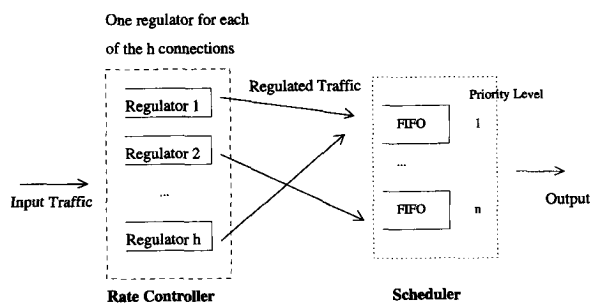 One regulator for each
of the h connections
Regulated Traffic
Priority Level
Regulator 1
FIFO 1
Regulator 2
...
...
FIFO n
Input Traffic
Output
Regulator h
Rate Controller
Scheduler